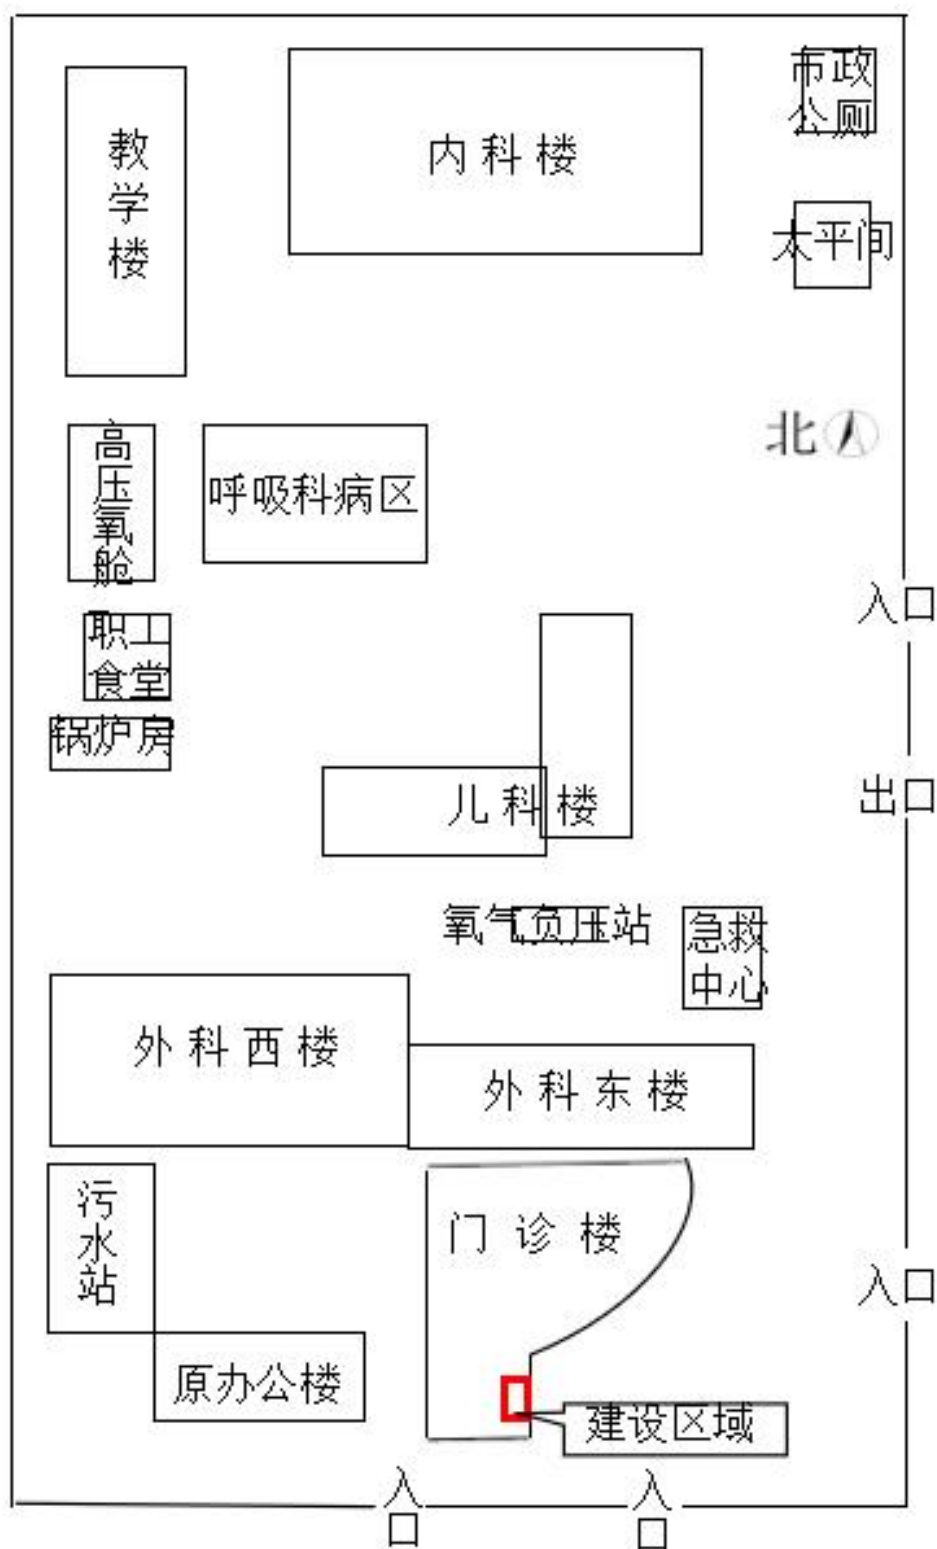 市政
公厕
教
学
楼
内科楼
太平间
北
高
压
氧
舱
呼吸科病区
入口
职工
食堂
锅炉房
出口
儿科楼
氧气负压站
急救
中心
外科西楼
外科东楼
污
水
站
门诊楼
入口
原办公楼
建设区域
入
口
入
口